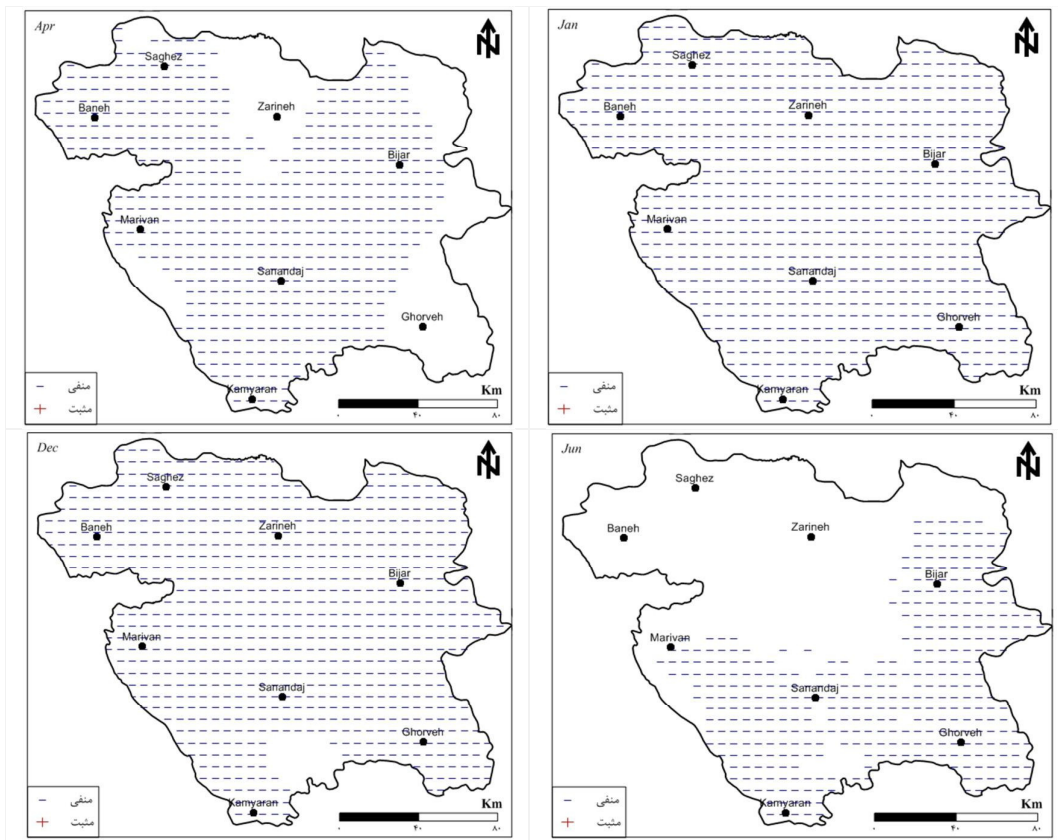 Apr
N
Saghez
Baneh
Zarineh
Bijar
Marivan
Sanandaj
Ghorveh
Kamyaran
منفی
مثبت
Km
۰ ۴۰ ۸۰
Jan
N
Saghez
Baneh
Zarineh
Bijar
Marivan
Sanandaj
Ghorveh
Kamyaran
منفی
مثبت
Km
۰ ۴۰ ۸۰
Dec
N
Saghez
Baneh
Zarineh
Bijar
Marivan
Sanandaj
Ghorveh
Kamyaran
منفی
مثبت
Km
۰ ۴۰ ۸۰
Jun
N
Saghez
Baneh
Zarineh
Bijar
Marivan
Sanandaj
Ghorveh
Kamyaran
منفی
مثبت
Km
۰ ۴۰ ۸۰